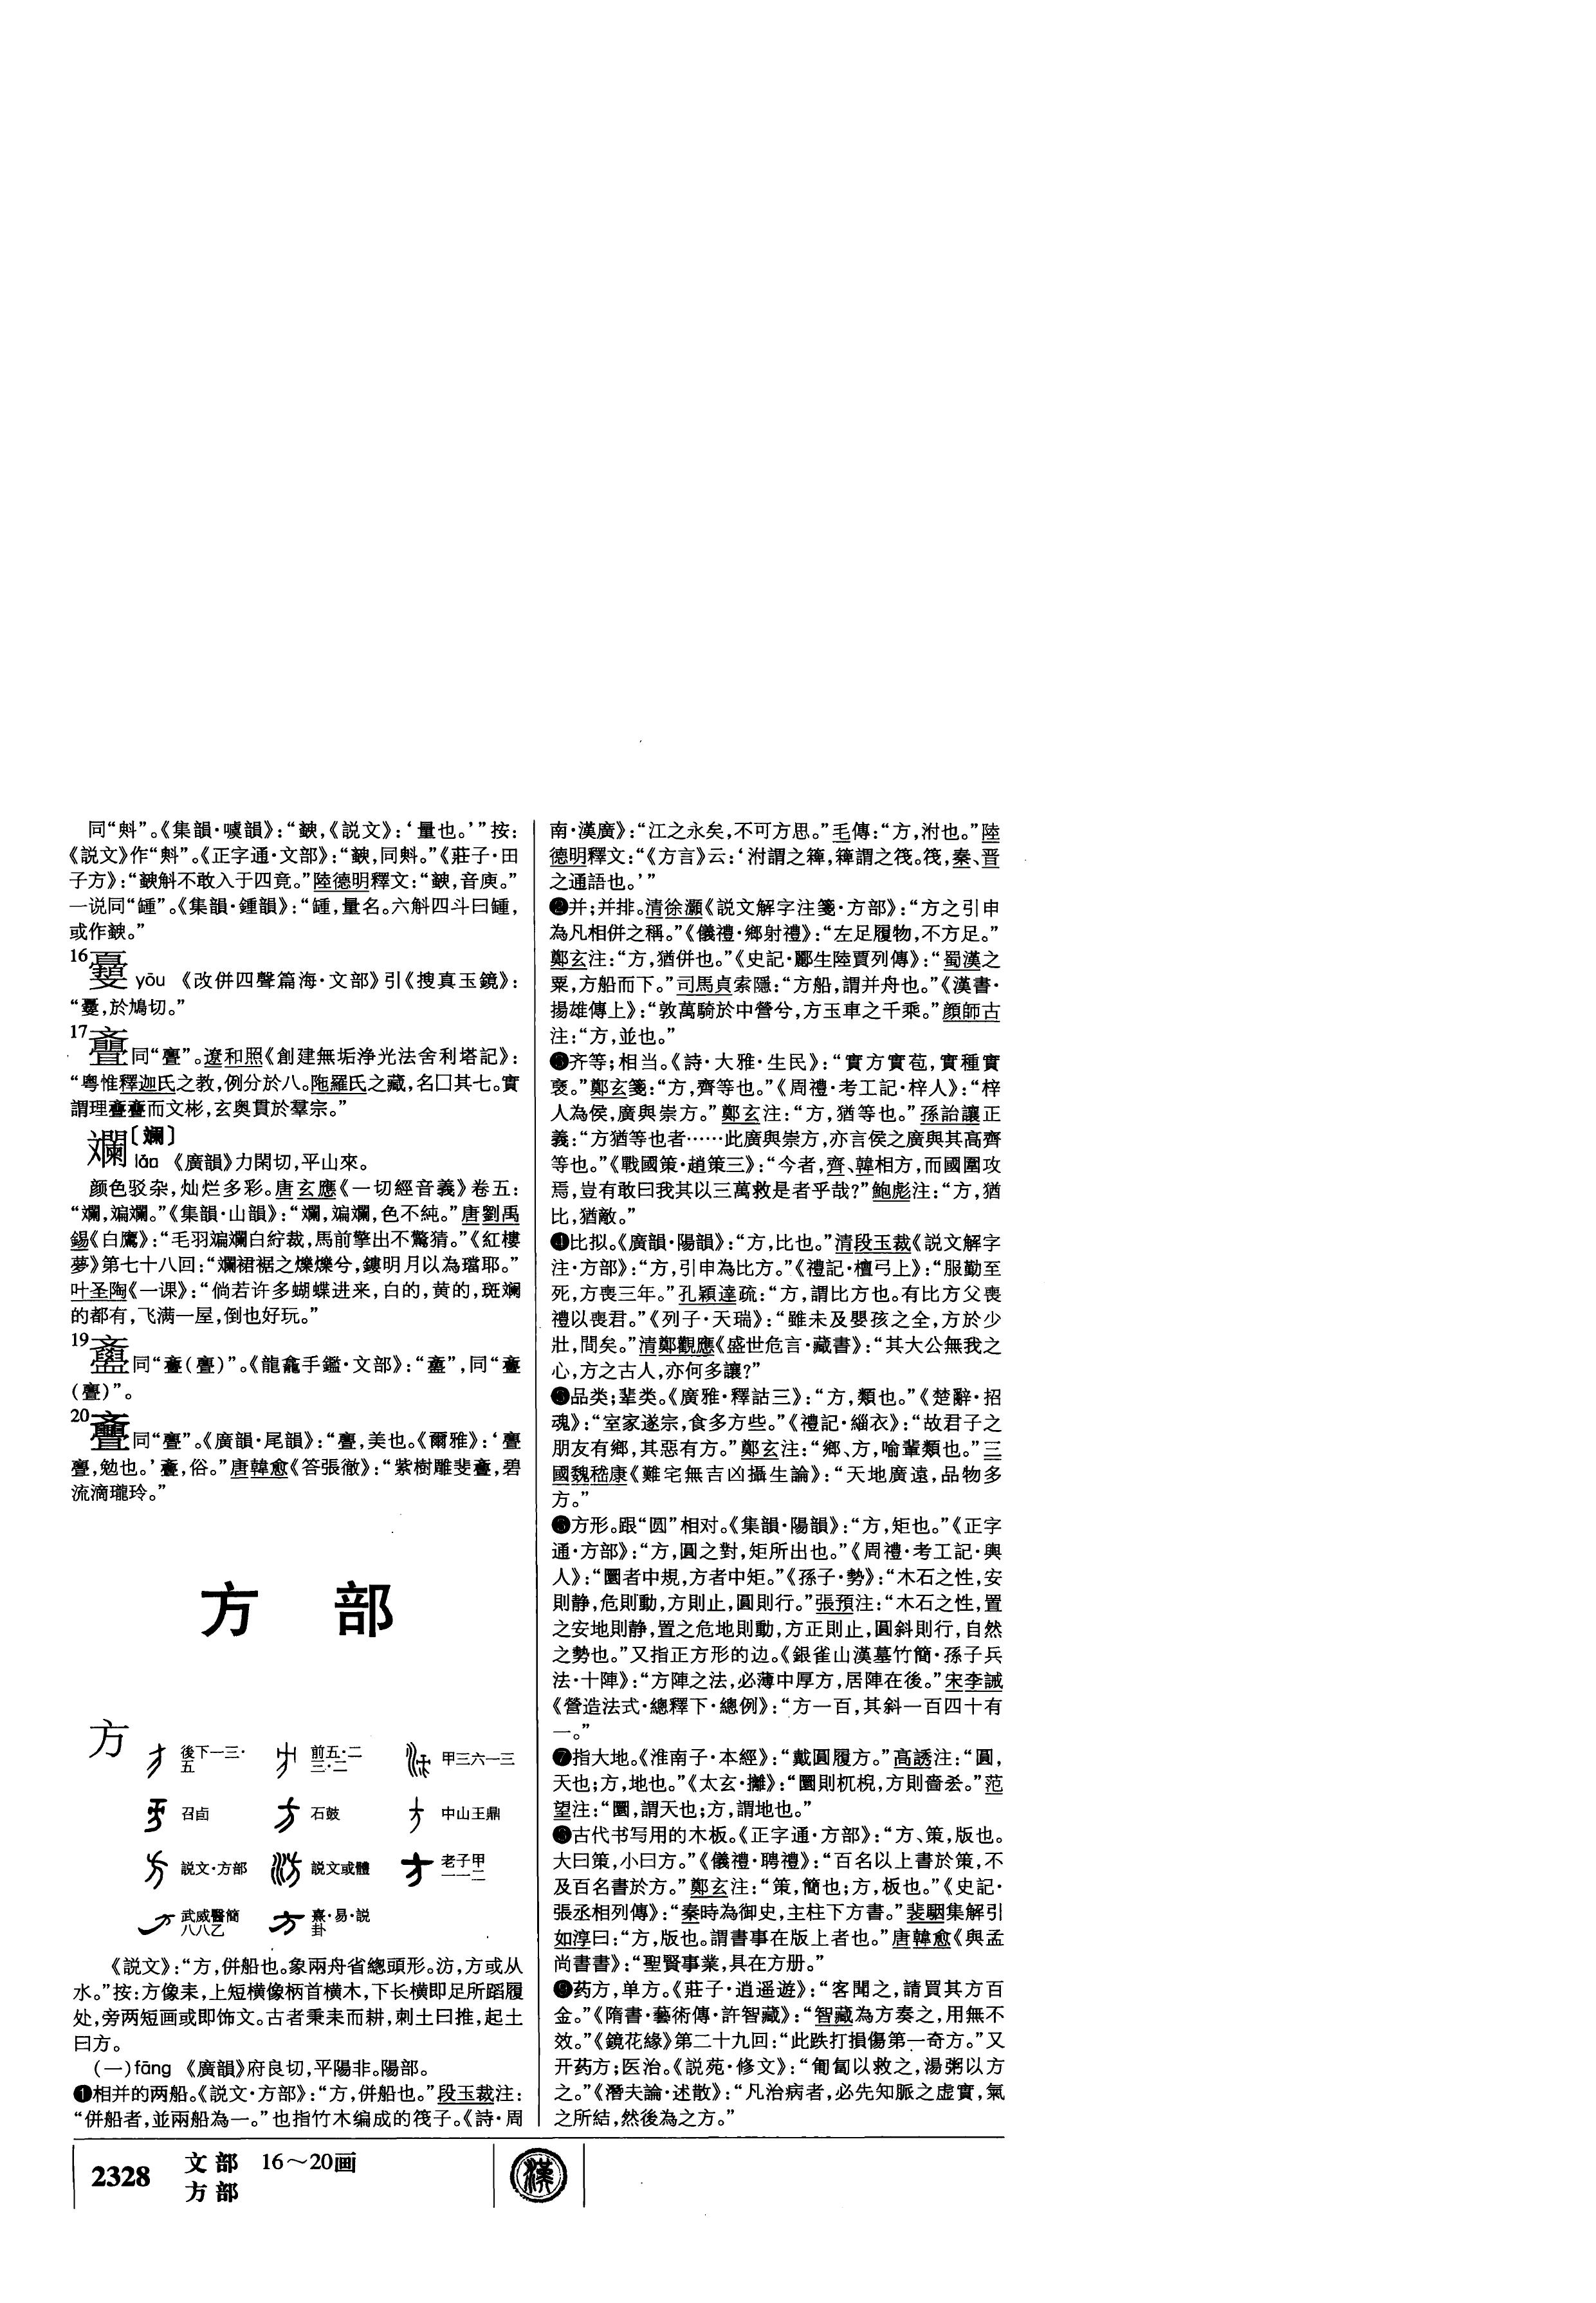 同“㪷”。《集韻·噳韻》：“斔，《説文》：‘量也。’”按：
《説文》作“㪷”。《正字通·文部》：“斔，同㪷。”《莊子·田
子方》：“斔斛不敢入于四竟。”陸德明釋文：“斔，音庾。”
一说同“鍾”。《集韻·鍾韻》：“鍾，量名。六斛四斗曰鍾，
或作斔。”
16
yōu 《改併四聲篇海·文部》引《搜真玉鏡》：
“，於鳩切。”
17
同“亹”。遼和照《創建無垢浄光法舍利塔記》：
“粤惟釋迦氏之教，例分於八。陁羅氏之藏，名囗其七。實
謂理而文彬，玄奥貫於羣宗。”
斕〔斓〕
lán 《廣韻》力閑切，平山來。
颜色驳杂，灿烂多彩。唐玄應《一切經音義》卷五：
“斕，斒斕。”《集韻·山韻》：“斕，斒斕，色不純。”唐劉禹
錫《白鷹》：“毛羽斒斕白紵裁，馬前擎出不驚猜。”《紅樓
夢》第七十八回：“斕裙裾之爍爍兮，鏤明月以為璫耶。”
叶圣陶《一课》：“倘若许多蝴蝶进来，白的，黄的，斑斓
的都有，飞满一屋，倒也好玩。”
19
同“（亹）”。《龍龕手鑑·文部》：“”，同“
（亹）”。
20
同“亹”。《廣韻·尾韻》：“亹，美也。《爾雅》：‘亹
亹，勉也。’，俗。”唐韓愈《答張徹》：“紫樹雕斐，碧
流滴瓏玲。”
方 部
方
後下一三·五 前五·二三·二 甲三六一三
召卣 石鼓 中山王鼎
説文·方部 説文或體 老子甲一一二
武威醫簡八八乙 熹·易·説卦
《説文》：“方，併船也。象兩舟省緫頭形。汸，方或从
水。”按：方像耒，上短横像柄首横木，下长横即足所蹈履
处，旁两短画或即饰文。古者秉耒而耕，刺土曰推，起土
曰方。
（一）fāng 《廣韻》府良切，平陽非。陽部。
❶相并的两船。《説文·方部》：“方，併船也。”段玉裁注：
“併船者，並兩船為一。”也指竹木编成的筏子。《詩·周
南·漢廣》：“江之永矣，不可方思。”毛傳：“方，泭也。”陸
德明釋文：“《方言》云：‘泭謂之䉬，䉬謂之筏。筏，秦、晋
之通語也。’”
❷并；并排。清徐灝《説文解字注箋·方部》：“方之引申
為凡相併之稱。”《儀禮·鄉射禮》：“左足履物，不方足。”
鄭玄注：“方，猶併也。”《史記·酈生陸賈列傳》：“蜀漢之
粟，方船而下。”司馬貞索隱：“方船，謂并舟也。”《漢書·
揚雄傳上》：“敦萬騎於中營兮，方玉車之千乘。”顔師古
注：“方，並也。”
❸齐等；相当。《詩·大雅·生民》：“實方實苞，實種實
褎。”鄭玄箋：“方，齊等也。”《周禮·考工記·梓人》：“梓
人為侯，廣與崇方。”鄭玄注：“方，猶等也。”孫詒讓正
義：“方猶等也者……此廣與崇方，亦言侯之廣與其高齊
等也。”《戰國策·趙策三》：“今者，齊、韓相方，而國圍攻
焉，豈有敢曰我其以三萬救是者乎哉？”鮑彪注：“方，猶
比，猶敵。”
❹比拟。《廣韻·陽韻》：“方，比也。”清段玉裁《説文解字
注·方部》：“方，引申為比方。”《禮記·檀弓上》：“服勤至
死，方喪三年。”孔穎達疏：“方，謂比方也。有比方父喪
禮以喪君。”《列子·天瑞》：“雖未及嬰孩之全，方於少
壯，間矣。”清鄭觀應《盛世危言·藏書》：“其大公無我之
心，方之古人，亦何多讓？”
❺品类；辈类。《廣雅·釋詁三》：“方，類也。”《楚辭·招
魂》：“室家遂宗，食多方些。”《禮記·緇衣》：“故君子之
朋友有鄉，其惡有方。”鄭玄注：“鄉、方，喻輩類也。”三
國魏嵇康《難宅無吉凶攝生論》：“天地廣遠，品物多
方。”
❻方形。跟“圆”相对。《集韻·陽韻》：“方，矩也。”《正字
通·方部》：“方，圓之對，矩所出也。”《周禮·考工記·輿
人》：“圜者中規，方者中矩。”《孫子·勢》：“木石之性，安
則静，危則動，方則止，圓則行。”張預注：“木石之性，置
之安地則静，置之危地則動，方正則止，圓斜則行，自然
之勢也。”又指正方形的边。《銀雀山漢墓竹簡·孫子兵
法·十陣》：“方陣之法，必薄中厚方，居陣在後。”宋李誡
《營造法式·總釋下·總例》：“方一百，其斜一百四十有
一。”
❼指大地。《淮南子·本經》：“戴圓履方。”高誘注：“圓，
天也；方，地也。”《太玄·攡》：“圜則杌棿，方則嗇㳟。”范
望注：“圜，謂天也；方，謂地也。”
❽古代书写用的木板。《正字通·方部》：“方、策，版也。
大曰策，小曰方。”《儀禮·聘禮》：“百名以上書於策，不
及百名書於方。”鄭玄注：“策，簡也；方，板也。”《史記·
張丞相列傳》：“秦時為御史，主柱下方書。”裴駰集解引
如淳曰：“方，版也。謂書事在版上者也。”唐韓愈《與孟
尚書書》：“聖賢事業，具在方册。”
❾药方，单方。《莊子·逍遥遊》：“客聞之，請買其方百
金。”《隋書·藝術傳·許智藏》：“智藏為方奏之，用無不
效。”《鏡花緣》第二十九回：“此跌打損傷第一奇方。”又
开药方；医治。《説苑·修文》：“匍匐以救之，湯粥以方
之。”《潛夫論·述散》：“凡治病者，必先知脈之虚實，氣
之所結，然後為之方。”
2328 文部 16～20画
方部
漢